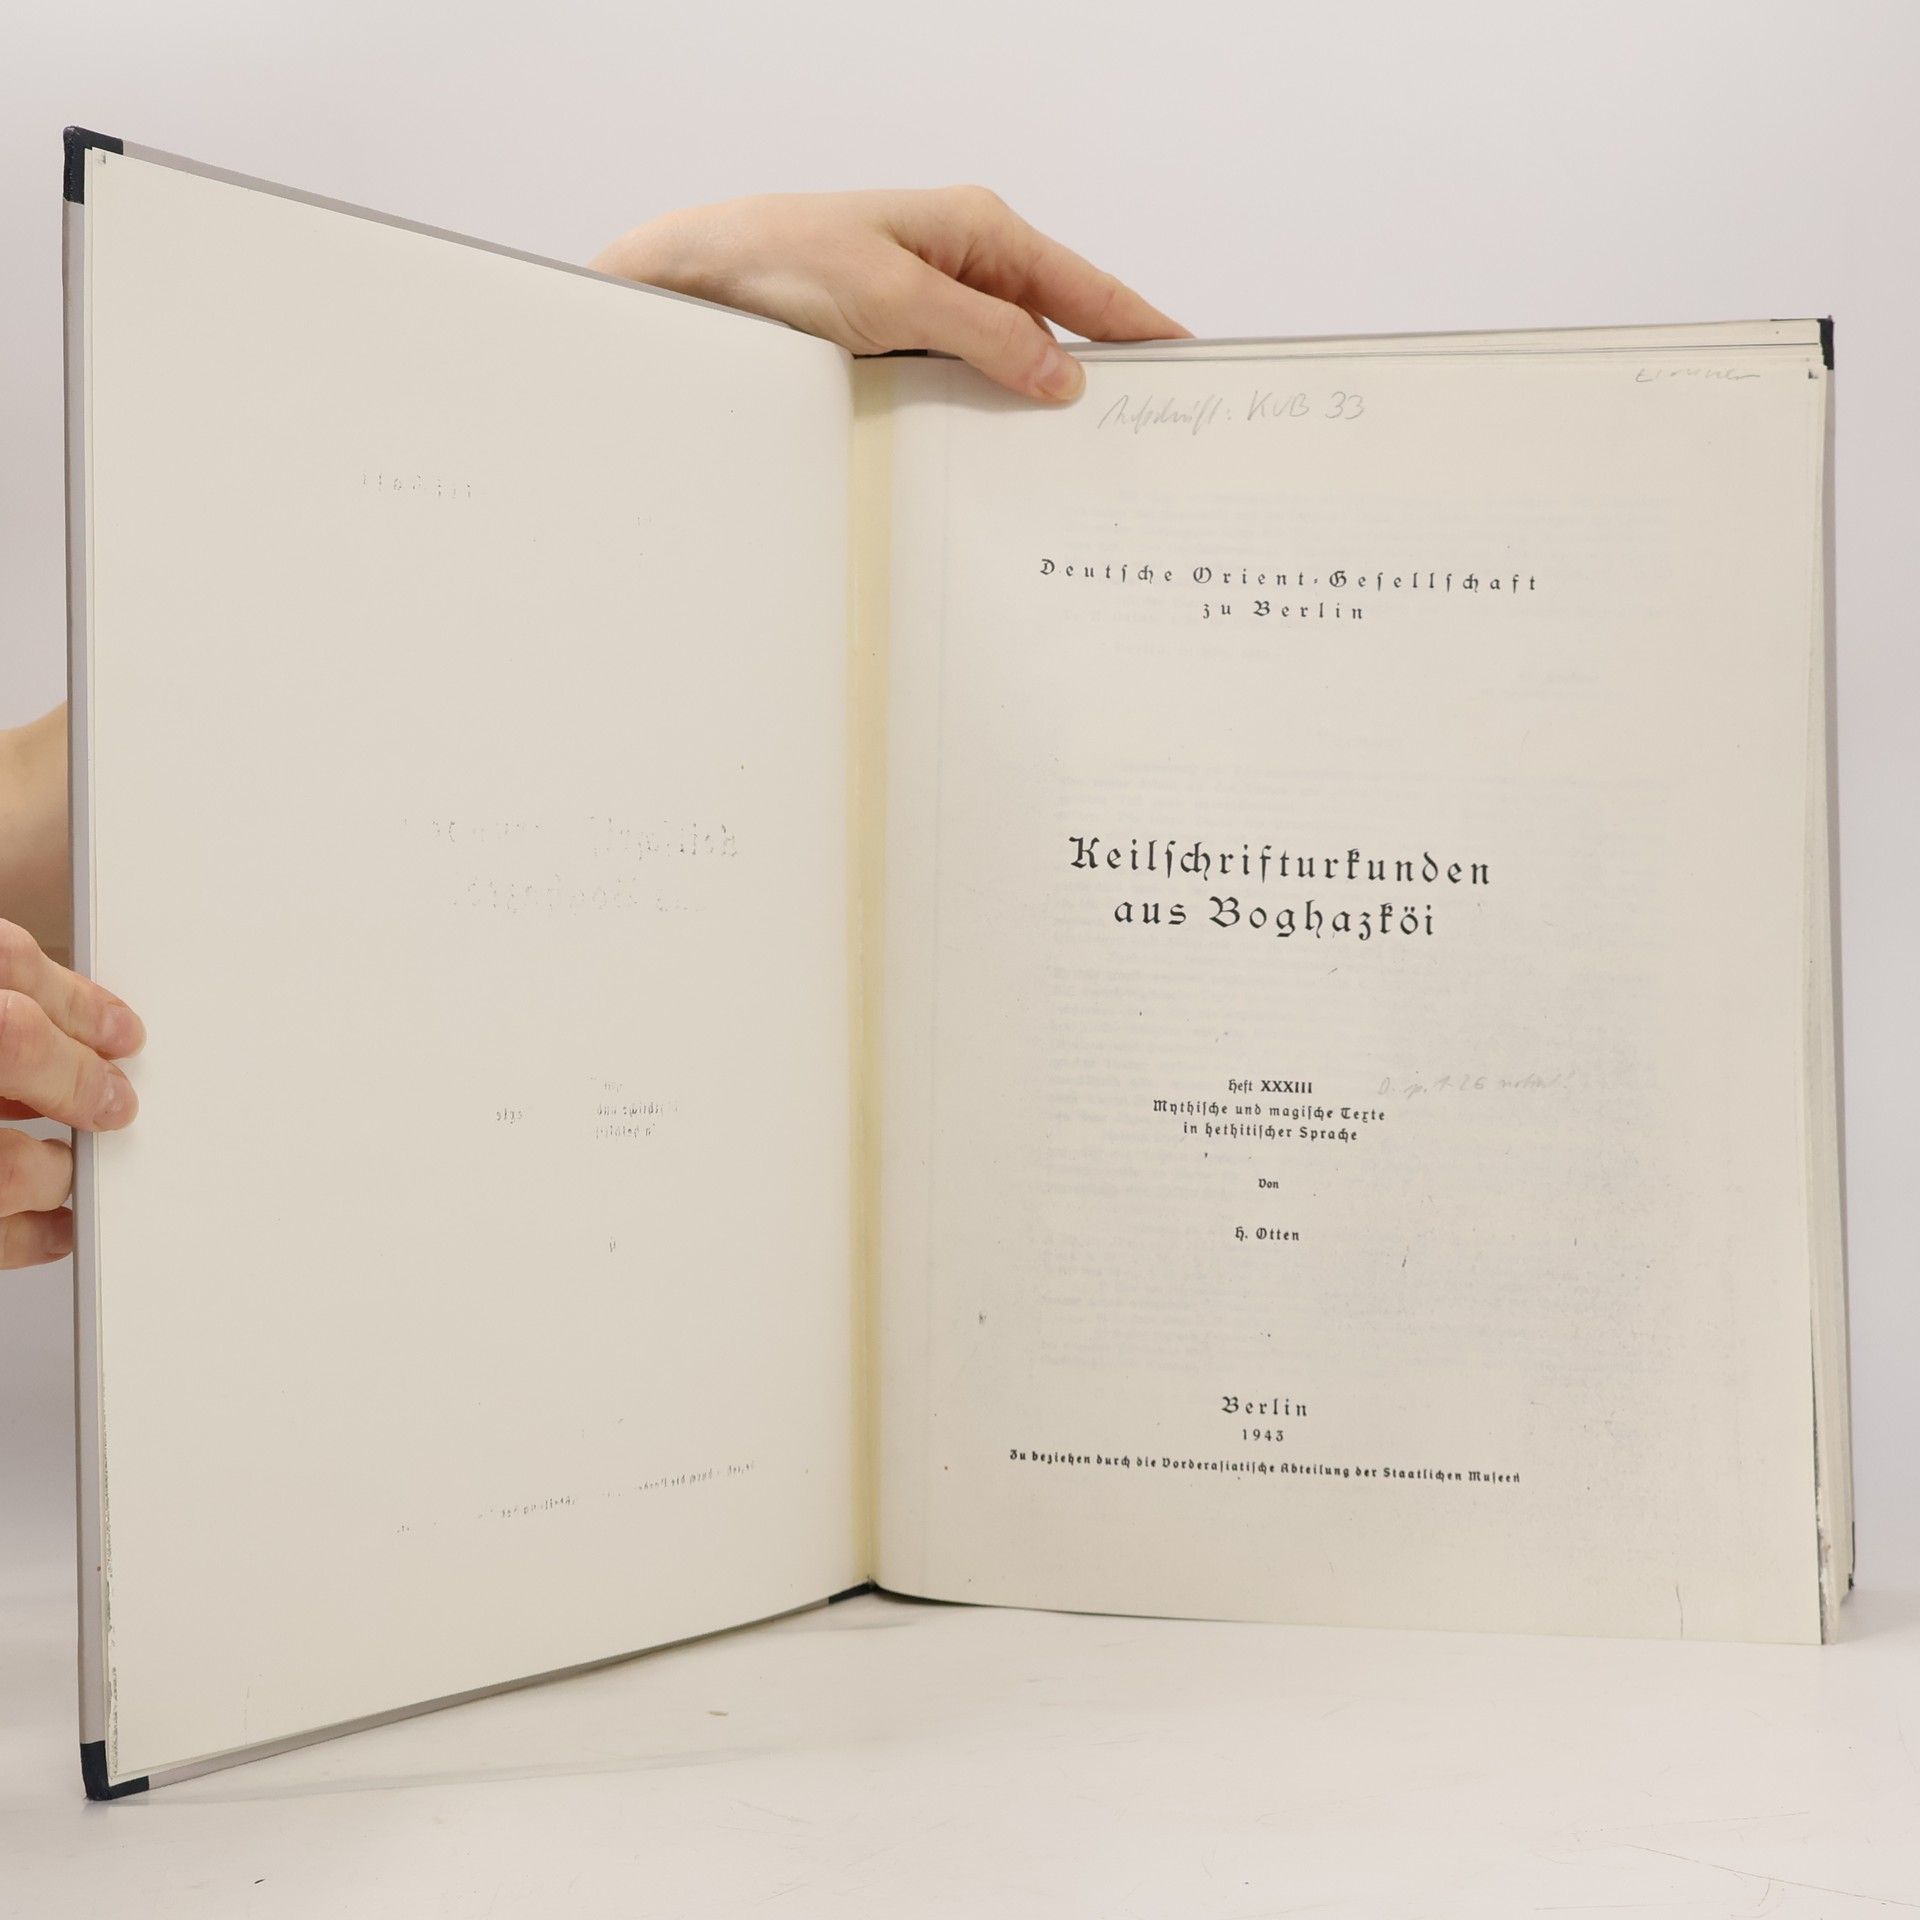 Aufschrift: KUB 33
Deutſche Orient-Geſellſchaft
zu Berlin
Keilſchrifturkunden
aus Boghazköi
Heft XXXIII
Mythiſche und magiſche Texte
in hethitiſcher Sprache
Von
H. Otten
Berlin
1943
Zu beziehen durch die Vorderaſiatiſche Abteilung der Staatlichen Muſeen